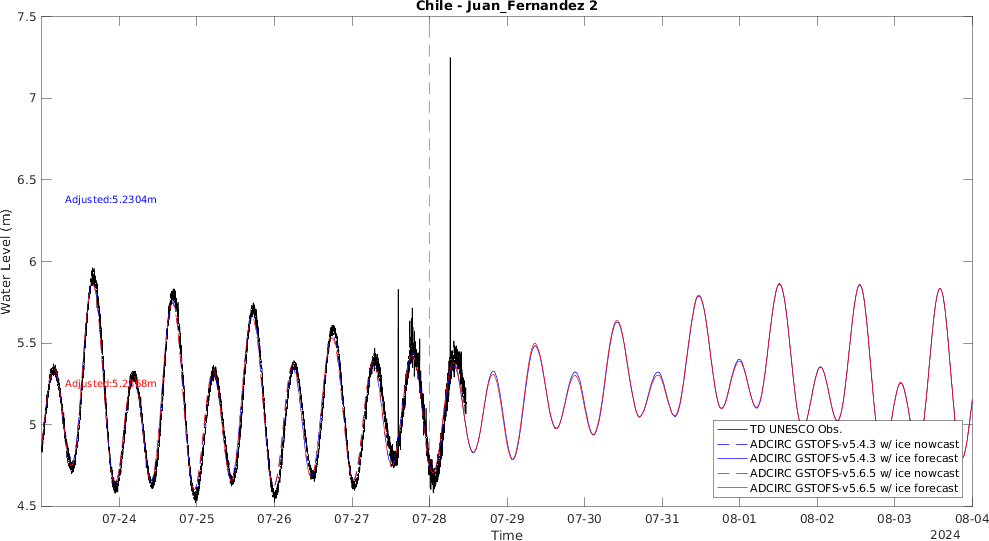 Chile - Juan_Fernandez 2
7.5
7
6.5
6
5.5
5
4.5
Water Level (m)
Adjusted:5.2304m
TD UNESCO Obs.
ADCIRC GSTOFS-v5.4.3 w/ ice nowcast
ADCIRC GSTOFS-v5.4.3 w/ ice forecast
ADCIRC GSTOFS-v5.6.5 w/ ice nowcast
ADCIRC GSTOFS-v5.6.5 w/ ice forecast
07-24 07-25 07-26 07-27 07-28 07-29 07-30 07-31 08-01 08-02 08-03 08-04
Time
2024